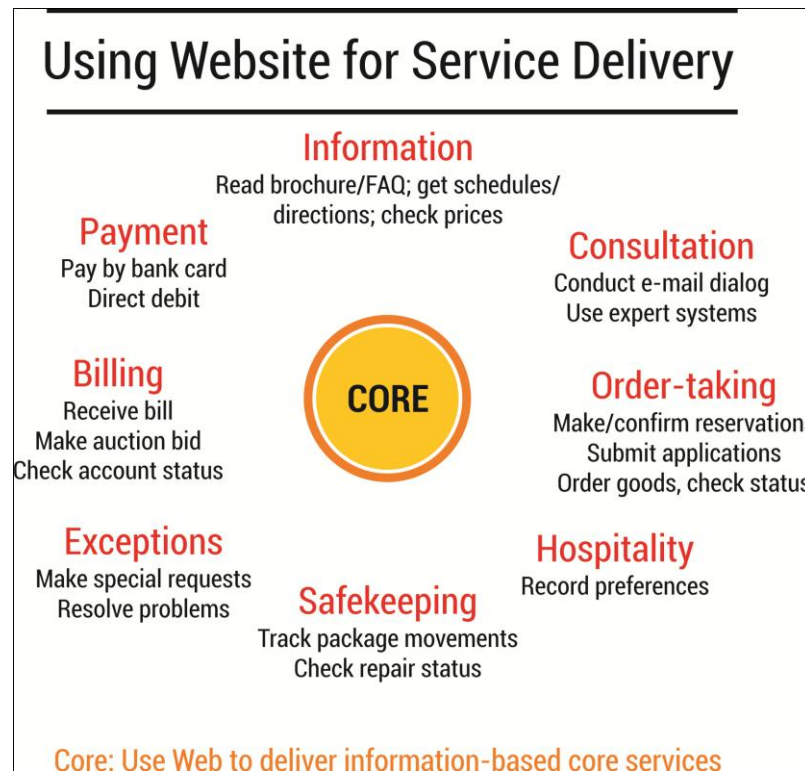 Using Website for Service Delivery
Information
Read brochure/FAQ; get schedules/
directions; check prices
Payment
Pay by bank card
Direct debit
Consultation
Conduct e-mail dialog
Use expert systems
CORE
Billing
Receive bill
Make auction bid
Check account status
Order-taking
Make/confirm reservation
Submit applications
Order goods, check status
Exceptions
Make special requests
Resolve problems
Hospitality
Record preferences
Safekeeping
Track package movements
Check repair status
Core: Use Web to deliver information-based core services